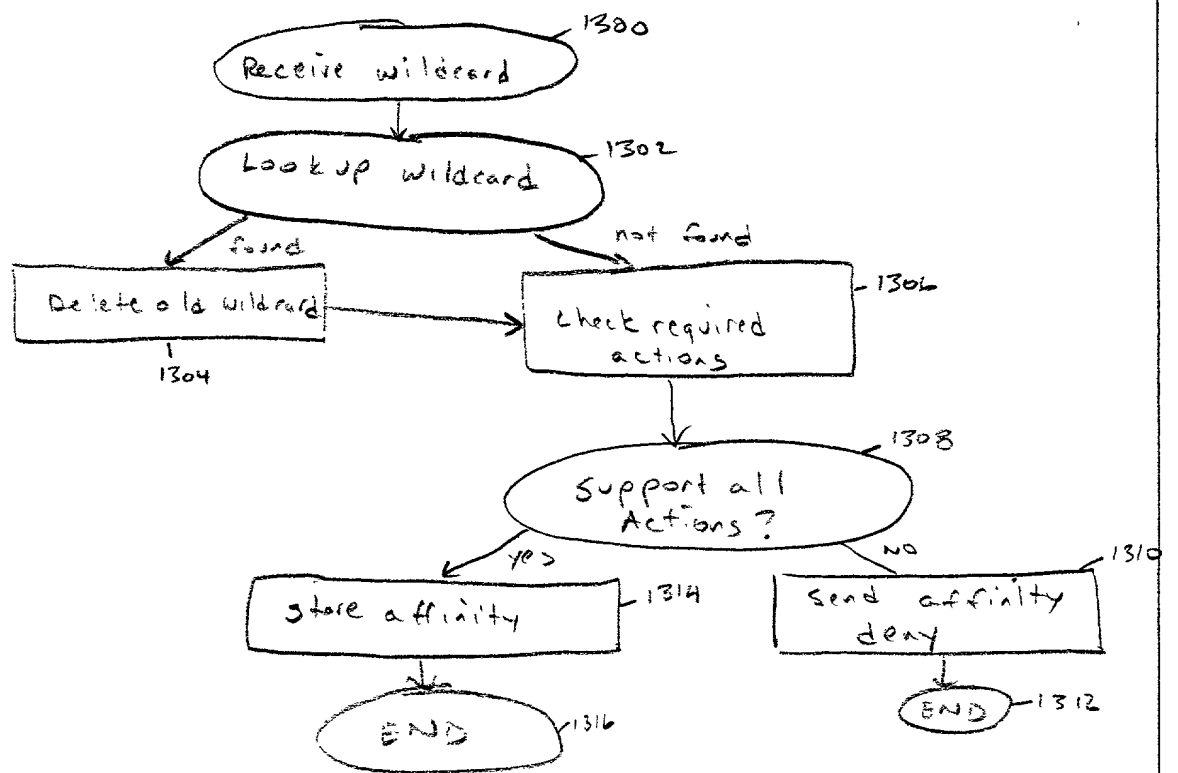 1300
Receive wildcard
1302
Lookup wildcard
found
not found
Delete old wildcard
1304
1306
check required
actions
1308
Support all
Actions?
yes
NO
1314
Store affinity
1310
Send affinity
deny
END
1316
END
1312